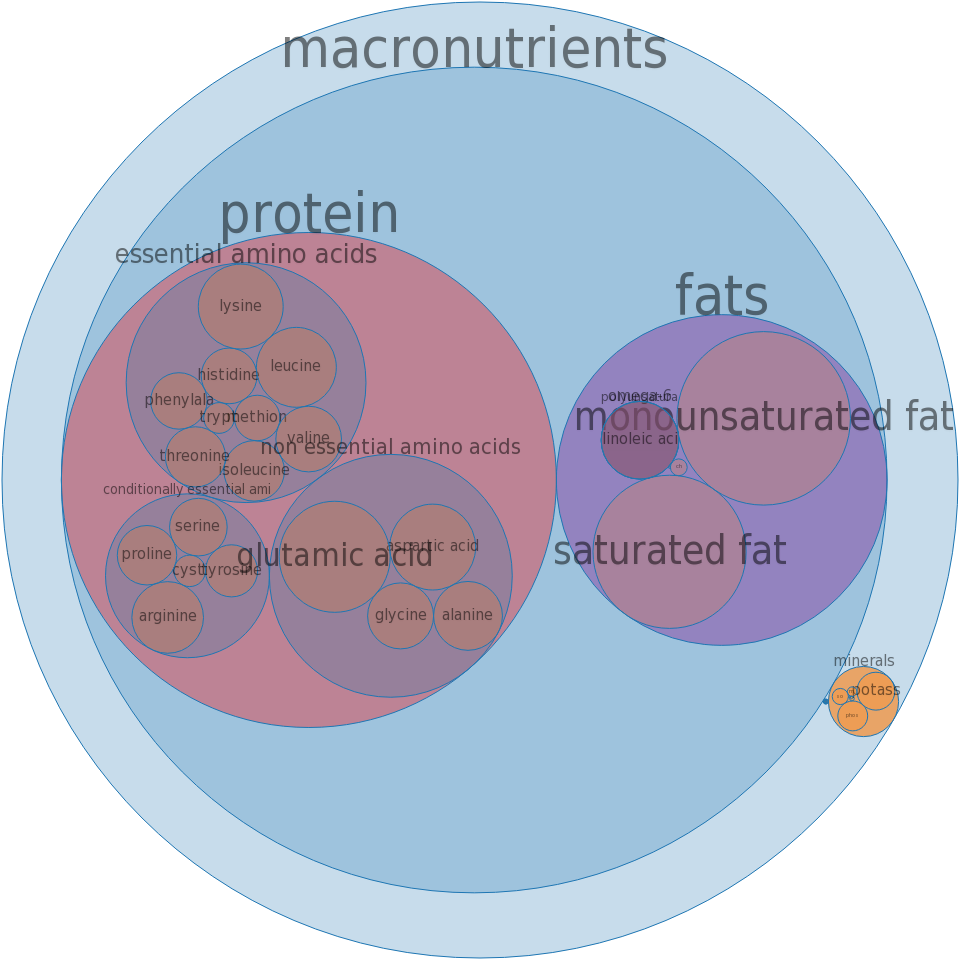 macronutrients
protein
essential amino acids
lysine
leucine
histidine
phenylala
trypt
methion
valine
threonine
isoleucine
non essential amino acids
conditionally essential ami
serine
proline
cyst
tyrosine
arginine
glutamic acid
aspartic acid
glycine
alanine
fats
omega-6
polyunsatura
monounsaturated fat
linoleic aci
ch
saturated fat
minerals
potass
phos